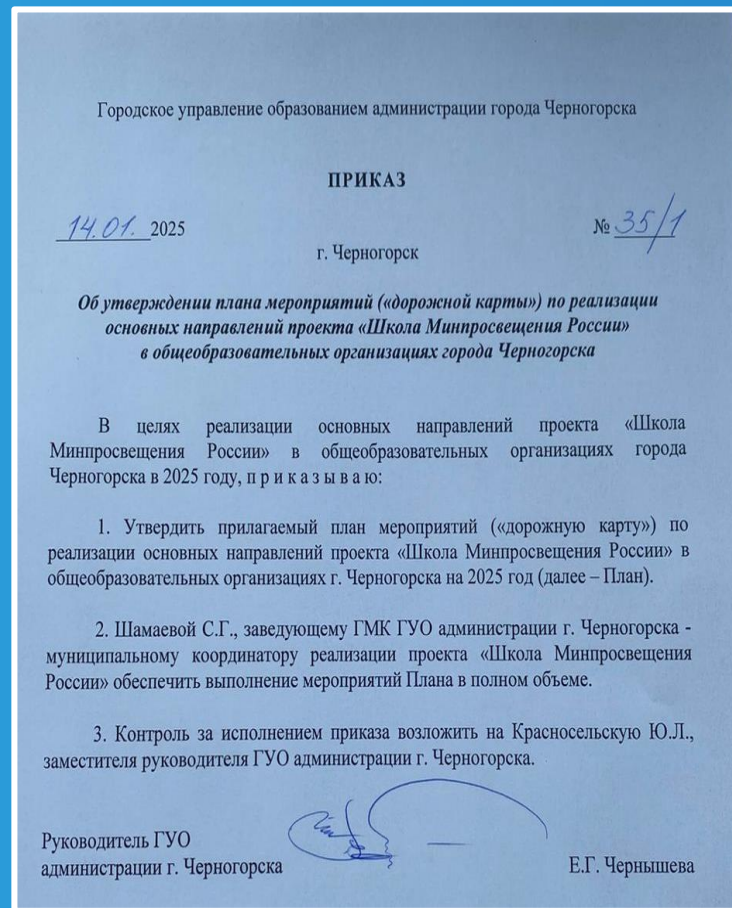 Городское управление образованием администрации города Черногорска
ПРИКАЗ
14.01. 2025 № 35/1
г. Черногорск
Об утверждении плана мероприятий («дорожной карты») по реализации
основных направлений проекта «Школа Минпросвещения России»
в общеобразовательных организациях города Черногорска
В целях реализации основных направлений проекта «Школа
Минпросвещения России» в общеобразовательных организациях города
Черногорска в 2025 году, п р и к а з ы в а ю:
1. Утвердить прилагаемый план мероприятий («дорожную карту») по
реализации основных направлений проекта «Школа Минпросвещения России» в
общеобразовательных организациях г. Черногорска на 2025 год (далее – План).
2. Шамаевой С.Г., заведующему ГМК ГУО администрации г. Черногорска -
муниципальному координатору реализации проекта «Школа Минпросвещения
России» обеспечить выполнение мероприятий Плана в полном объеме.
3. Контроль за исполнением приказа возложить на Красносельскую Ю.Л.,
заместителя руководителя ГУО администрации г. Черногорска.
Руководитель ГУО
администрации г. Черногорска Е.Г. Чернышева